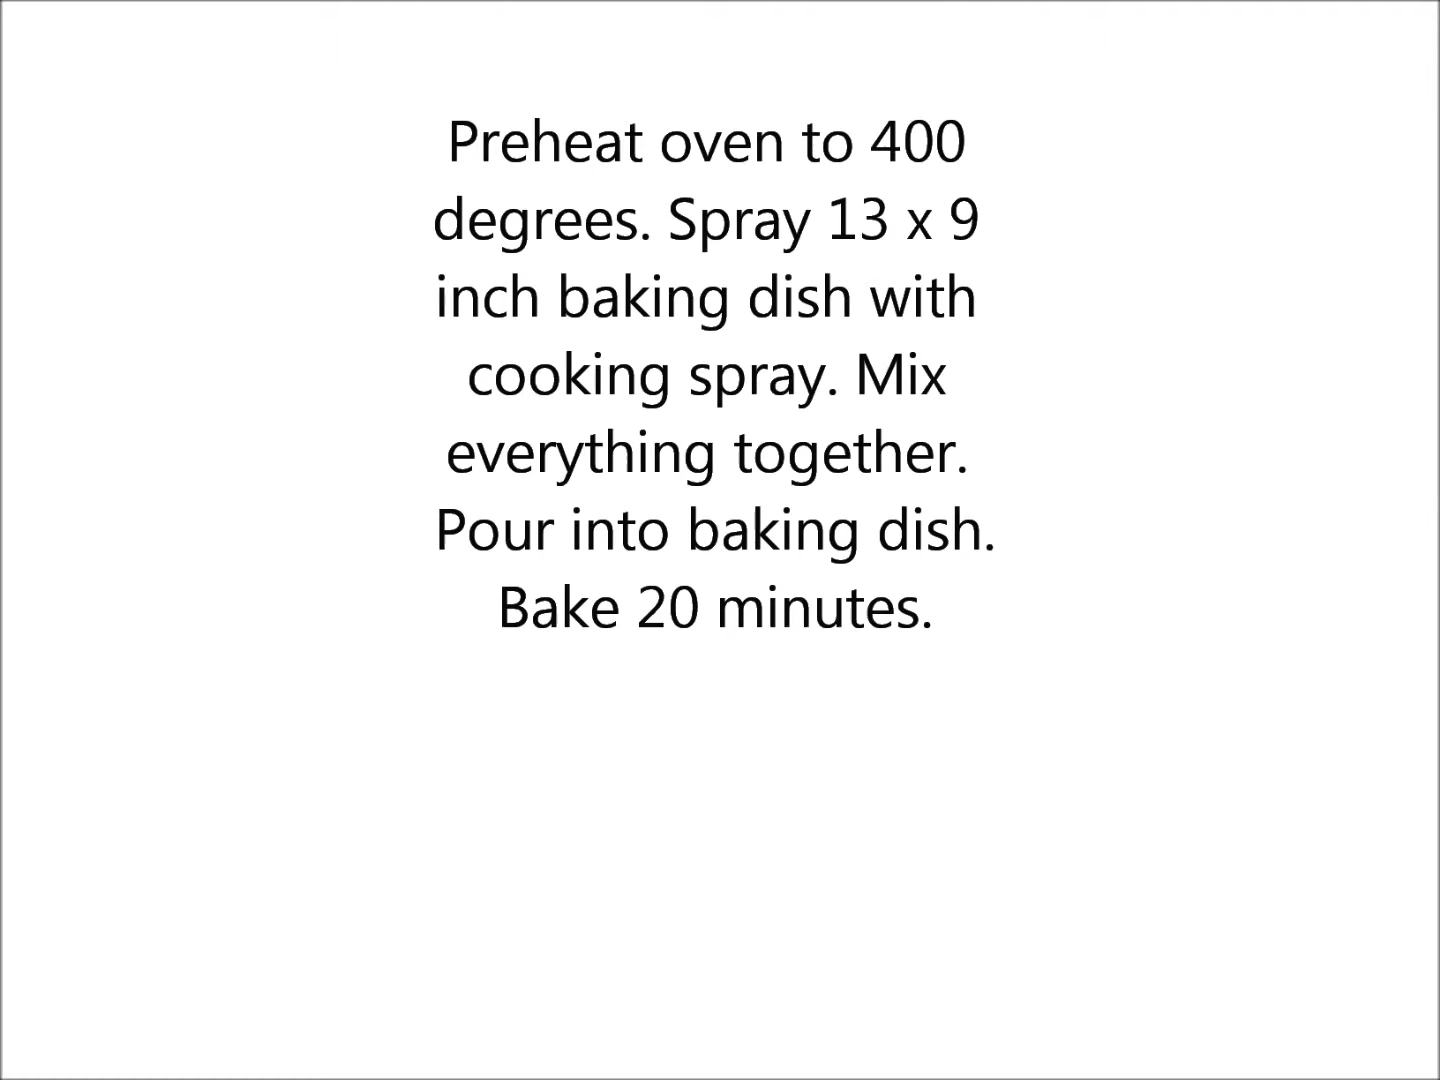 Preheat oven to 400
degrees. Spray 13 x 9
inch baking dish with
cooking spray. Mix
everything together.
Pour into baking dish.
Bake 20 minutes.